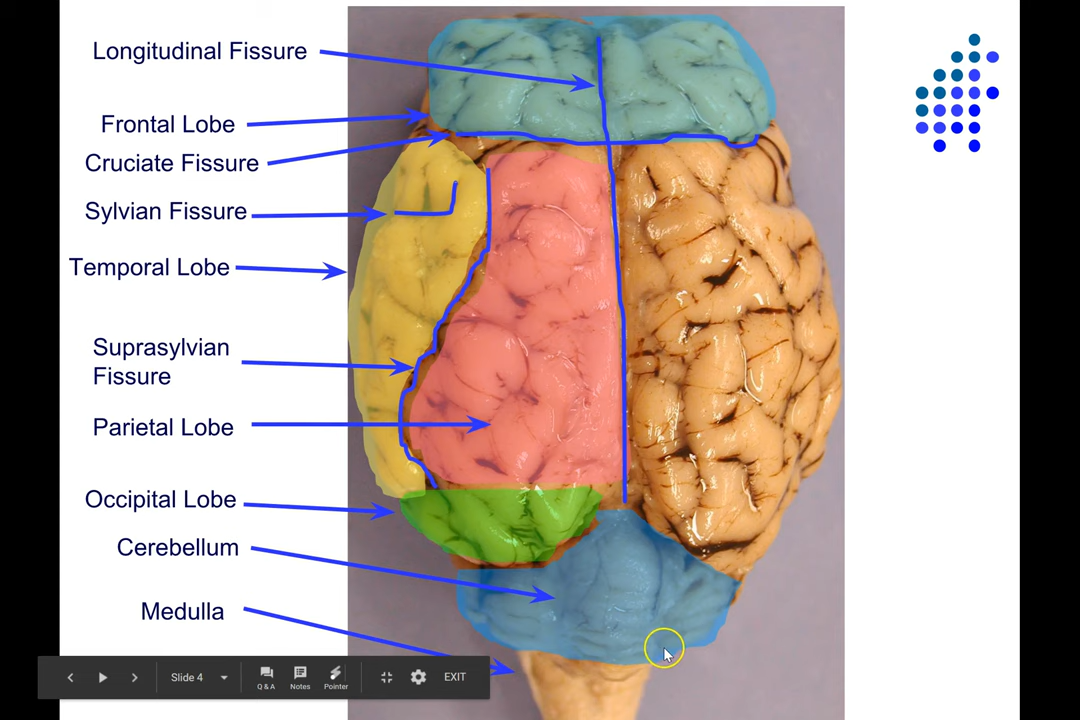 Longitudinal Fissure
Frontal Lobe
Cruciate Fissure
Sylvian Fissure
Temporal Lobe
Suprasylvian
Fissure
Parietal Lobe
Occipital Lobe
Cerebellum
Medulla
Slide 4
Q & A
Notes
Pointer
EXIT